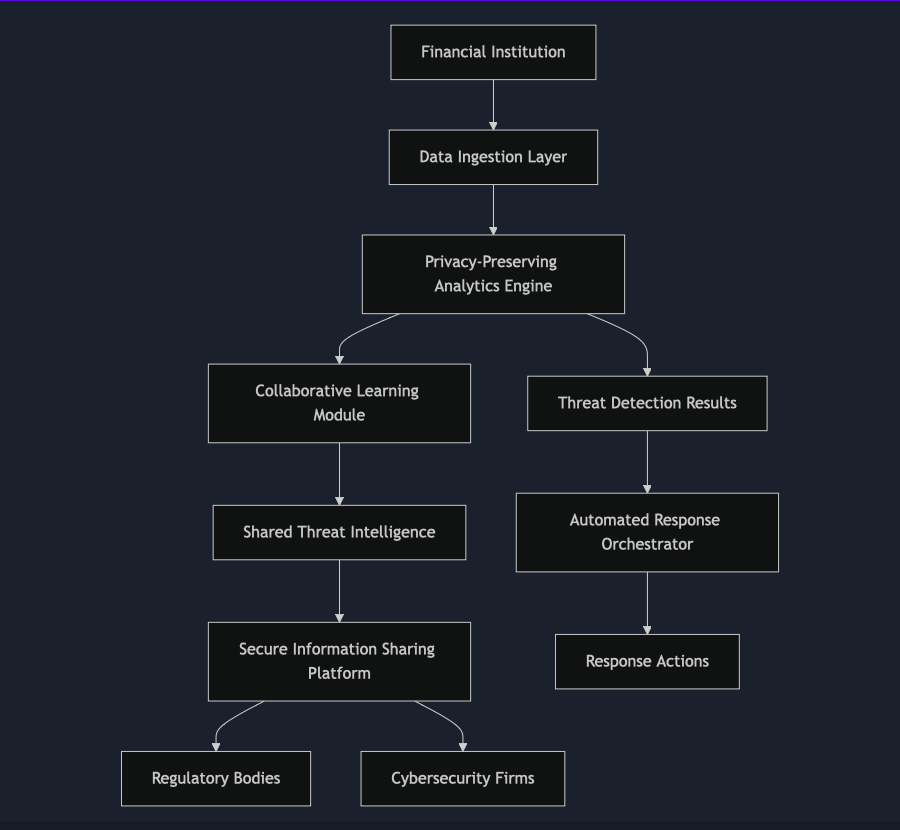 Financial Institution
Data Ingestion Layer
Privacy-Preserving
Analytics Engine
Collaborative Learning
Module
Threat Detection Results
Shared Threat Intelligence
Automated Response
Orchestrator
Secure Information Sharing
Platform
Response Actions
Regulatory Bodies
Cybersecurity Firms